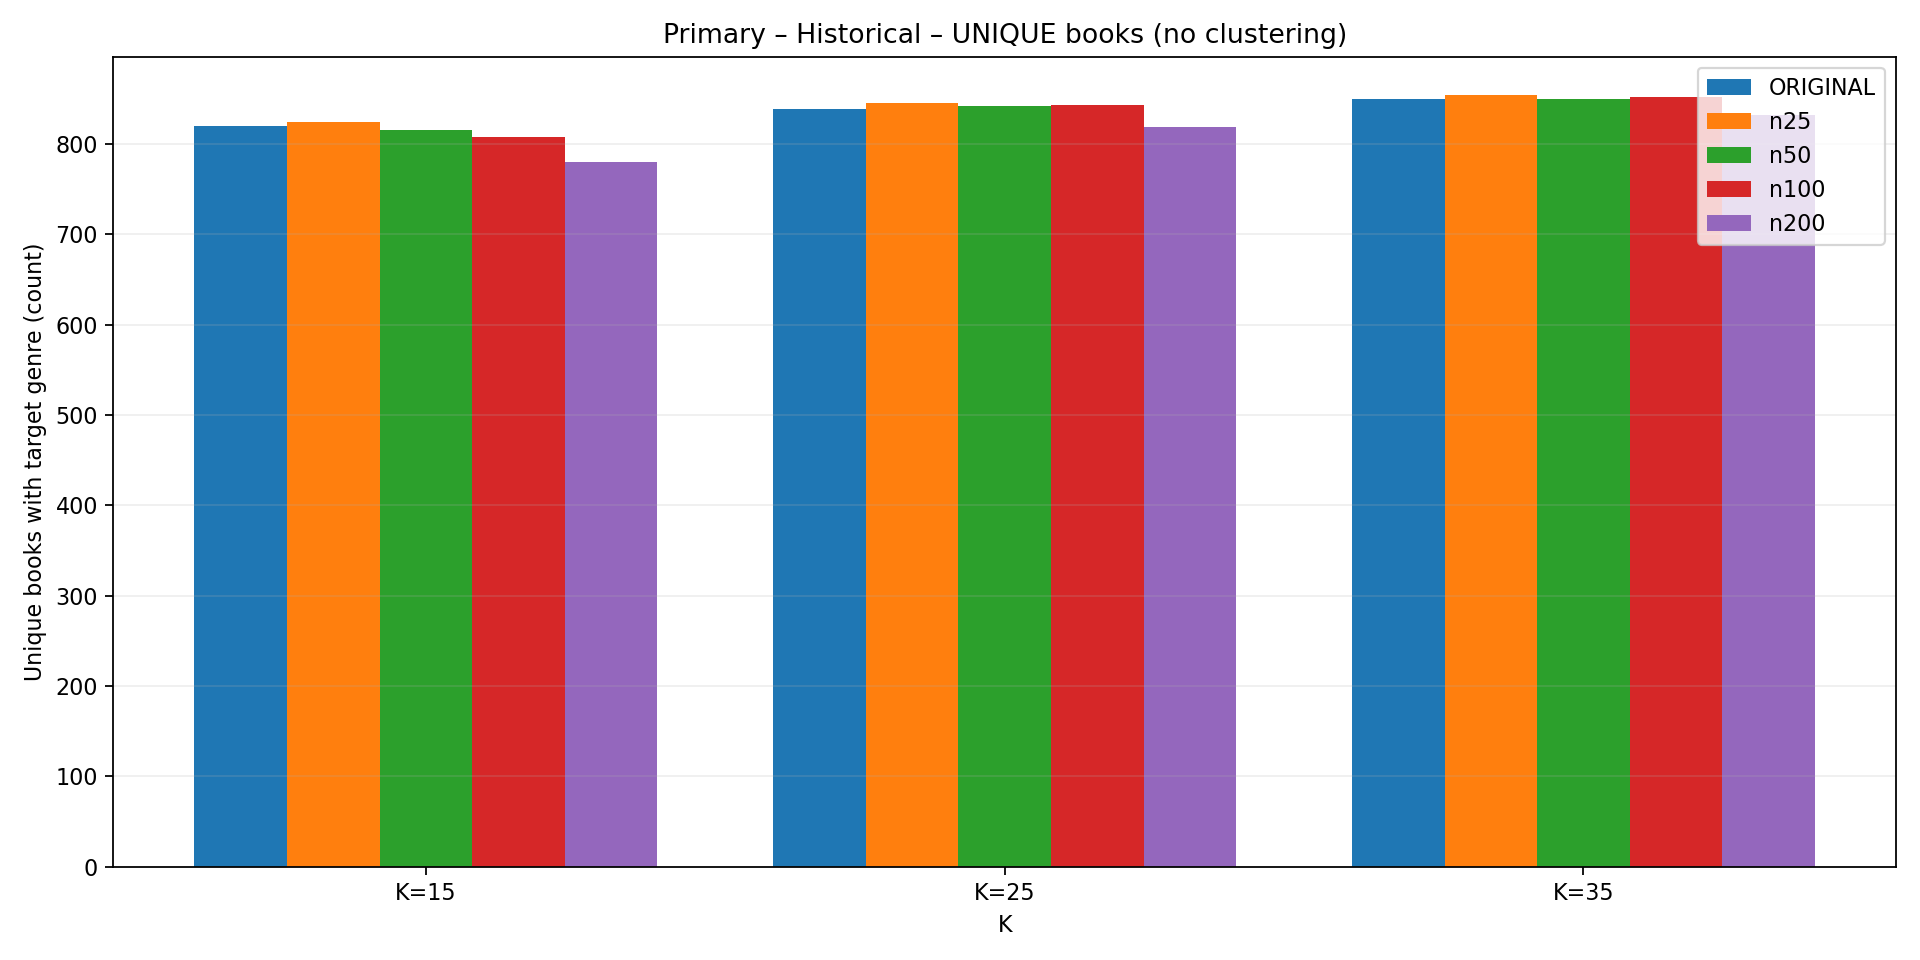 Primary – Historical – UNIQUE books (no clustering)
ORIGINAL
n25
n50
n100
n200
Unique books with target genre (count)
800
700
600
500
400
300
200
100
0
K=15 K=25 K=35
K